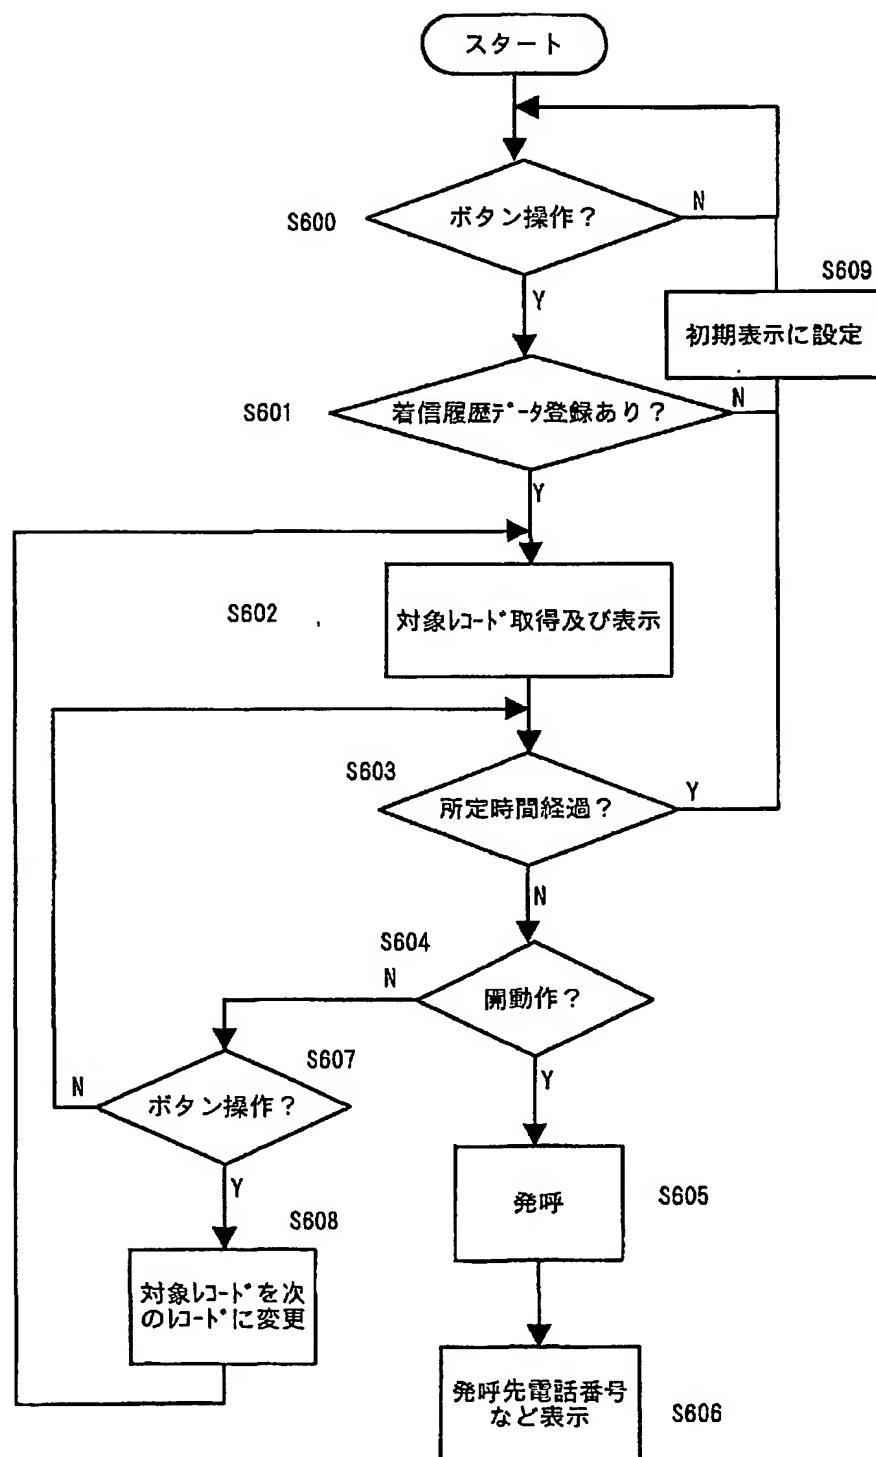 スタート
ボタン操作？
N
S600
Y
S609
初期表示に設定
着信履歴ﾃﾞｰﾀ登録あり？
N
S601
Y
S602
対象ﾚｺｰﾄﾞ取得及び表示
S603
所定時間経過？
Y
N
S604
N
開動作？
Y
S607
N
ボタン操作？
Y
発呼
S605
S608
対象ﾚｺｰﾄﾞを次
のﾚｺｰﾄﾞに変更
発呼先電話番号
など表示
S606